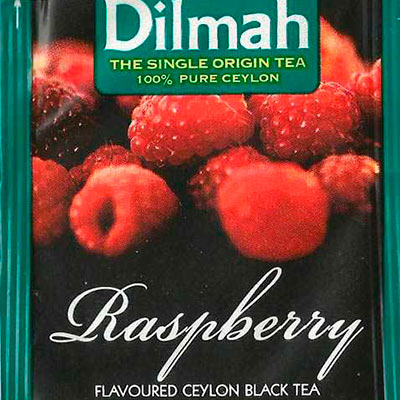 Dilmah
THE SINGLE ORIGIN TEA
100% PURE CEYLON
Raspberry
FLAVOURED CEYLON BLACK TEA